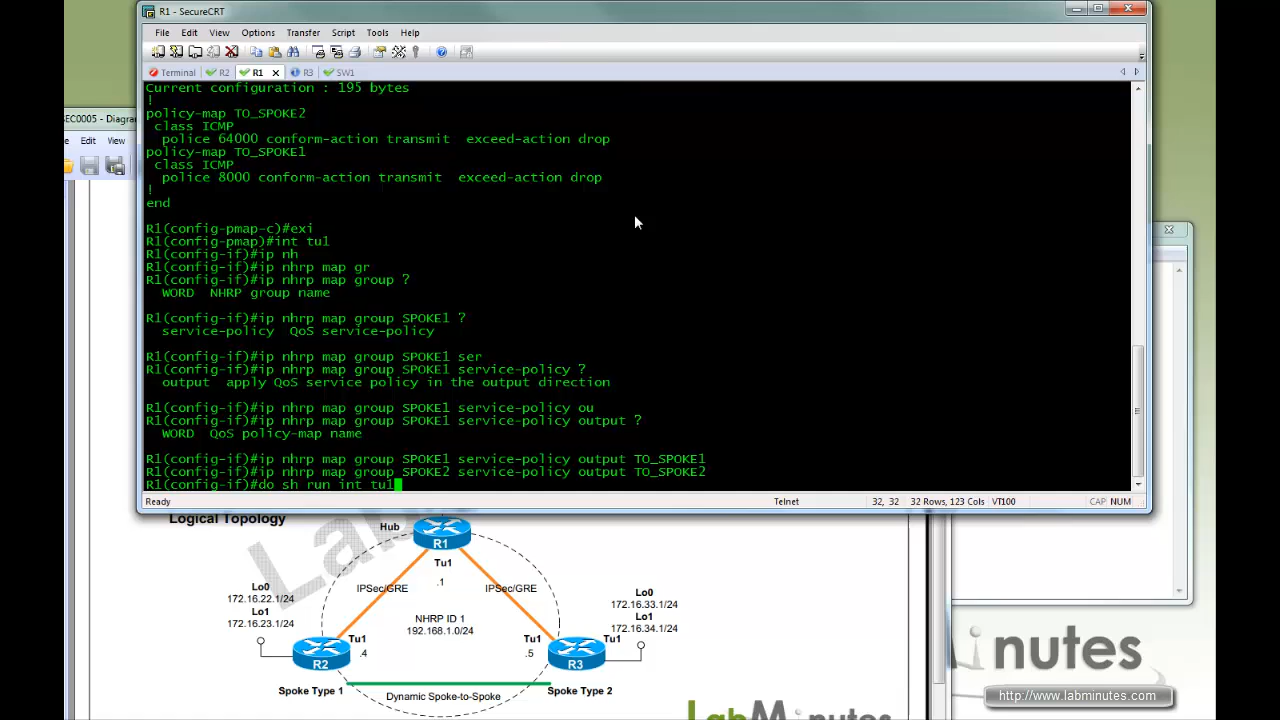 R1 - SecureCRT
File Edit View Options Transfer Script Tools Help
Terminal R2 R1 R3 SW1
SEC0005 - Diagra
Edit View
Current configuration : 195 bytes
!
policy-map TO_SPOKE2
class ICMP
police 64000 conform-action transmit exceed-action drop
policy-map TO_SPOKE1
class ICMP
police 8000 conform-action transmit exceed-action drop
!
end
R1(config-pmap-c)#exi
R1(config-pmap)#int tu1
R1(config-if)#ip nh
R1(config-if)#ip nhrp map gr
R1(config-if)#ip nhrp map group ?
WORD NHRP group name
R1(config-if)#ip nhrp map group SPOKE1 ?
service-policy QoS service-policy
R1(config-if)#ip nhrp map group SPOKE1 ser
R1(config-if)#ip nhrp map group SPOKE1 service-policy ?
output apply QoS service policy in the output direction
R1(config-if)#ip nhrp map group SPOKE1 service-policy ou
R1(config-if)#ip nhrp map group SPOKE1 service-policy output ?
WORD QoS policy-map name
R1(config-if)#ip nhrp map group SPOKE1 service-policy output TO_SPOKE1
R1(config-if)#ip nhrp map group SPOKE2 service-policy output TO_SPOKE2
R1(config-if)#do sh run int tu1
Ready Telnet 32, 32 32 Rows, 123 Cols VT100 CAP NUM
Logical Topology
Hub
R1
Tu1
.1
IPSec/GRE IPSec/GRE
Lo0
172.16.22.1/24
Lo1
172.16.23.1/24
NHRP ID 1
192.168.1.0/24
Lo0
172.16.33.1/24
Lo1
172.16.34.1/24
Tu1
.4
Tu1
.5
Tu1
R2
R3
Spoke Type 1
Dynamic Spoke-to-Spoke
Spoke Type 2
inutes
http://www.labminutes.com
LabMinutes